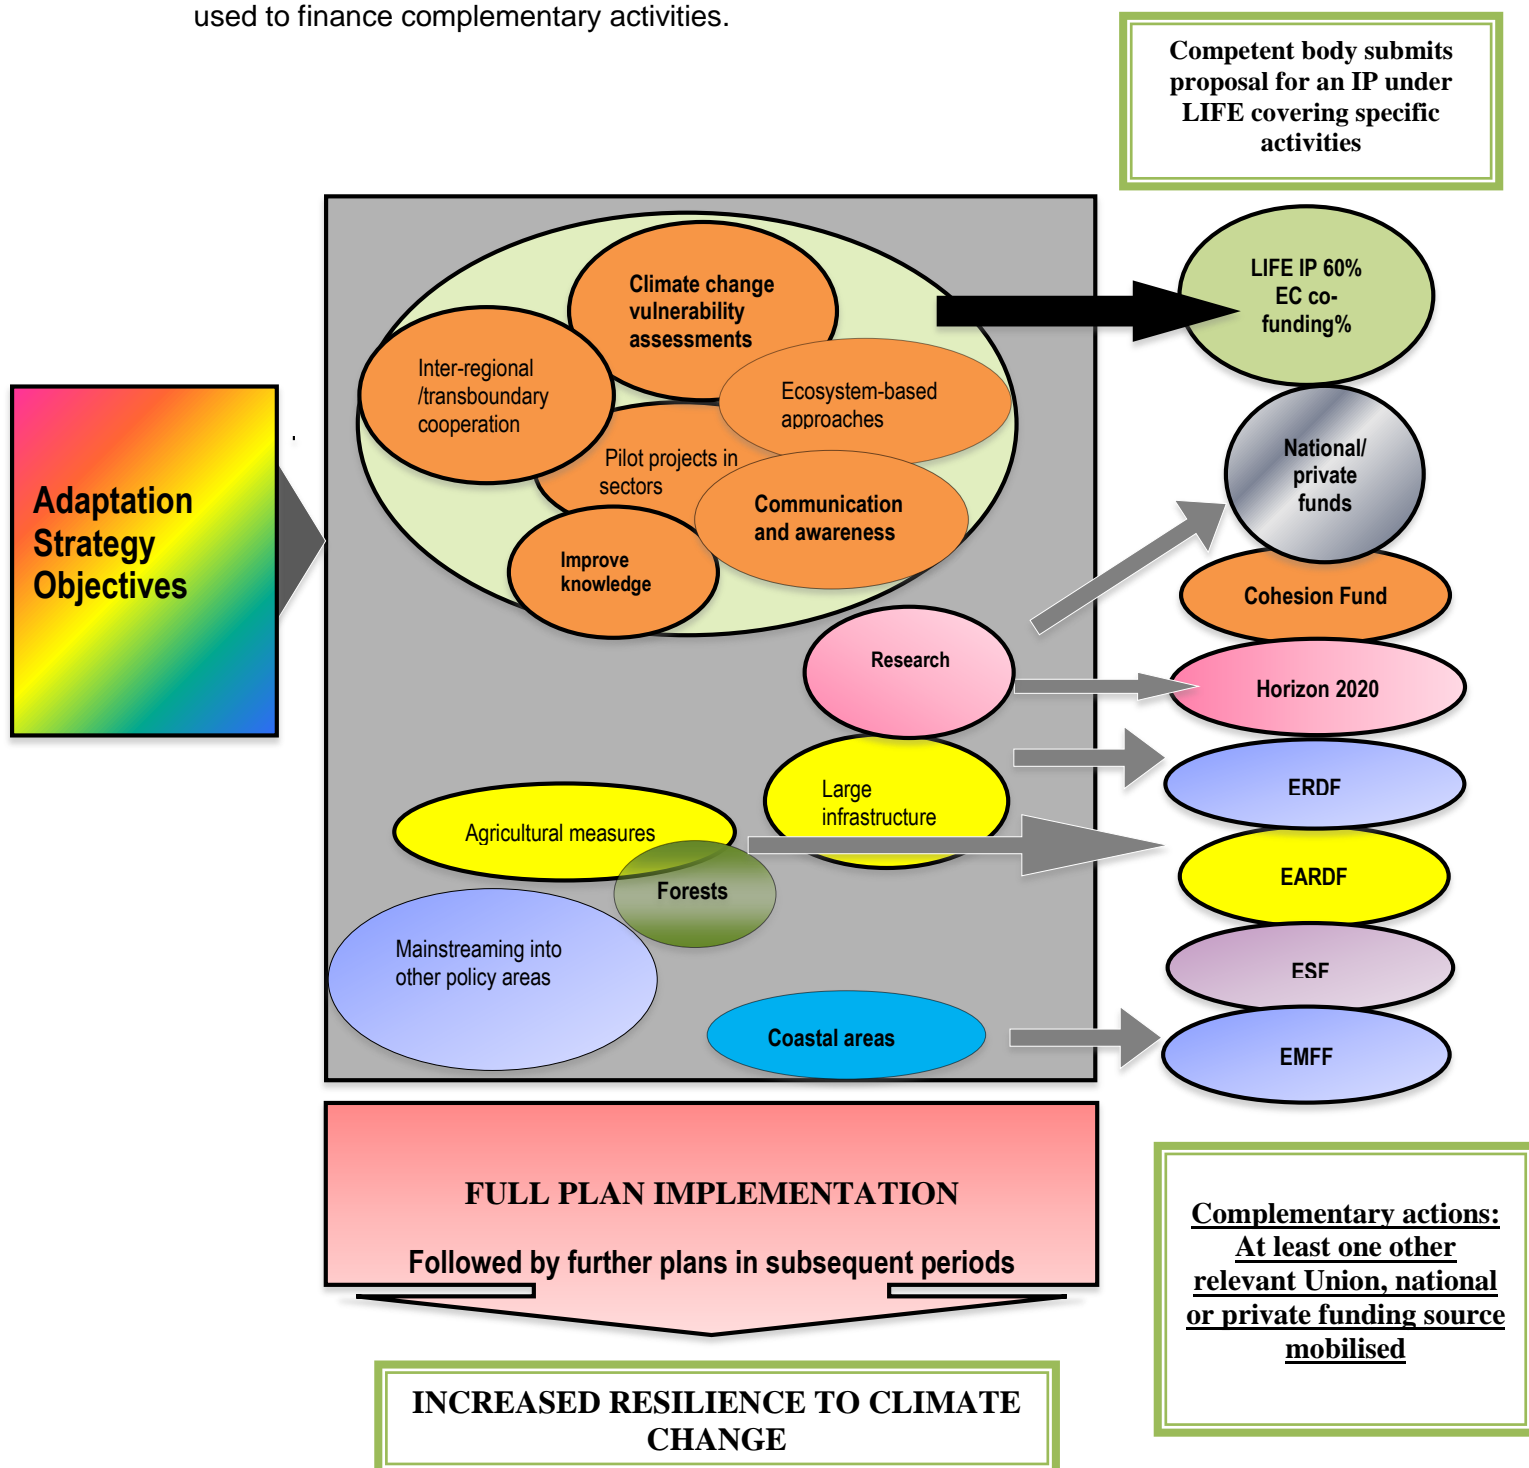 used to finance complementary activities.
Competent body submits
proposal for an IP under
LIFE covering specific
activities
Climate change
vulnerability
assessments
LIFE IP 60%
EC co-
funding%
Inter-regional
/transboundary
cooperation
Ecosystem-based
approaches
Pilot projects in
sectors
National/
private
funds
Adaptation
Strategy
Objectives
Communication
and awareness
Improve
knowledge
Cohesion Fund
Research
Horizon 2020
Large
infrastructure
ERDF
Agricultural measures
EARDF
Forests
Mainstreaming into
other policy areas
ESF
Coastal areas
EMFF
FULL PLAN IMPLEMENTATION
Followed by further plans in subsequent periods
Complementary actions:
At least one other
relevant Union, national
or private funding source
mobilised
INCREASED RESILIENCE TO CLIMATE
CHANGE